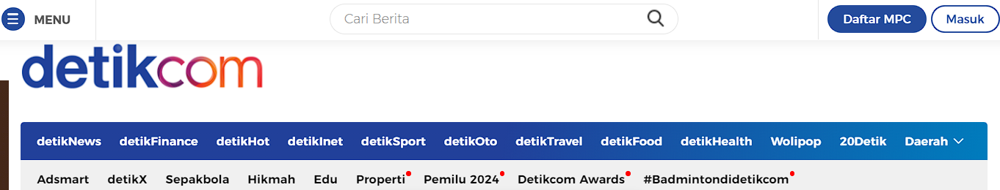 MENU Cari Berita Daftar MPC Masuk
detikcom
detikNews detikFinance detikHot detikInet detikSport detikOto detikTravel detikFood detikHealth Wolipop 20Detik Daerah
Adsmart detikX Sepakbola Hikmah Edu Properti Pemilu 2024 Detikcom Awards #Badmintondidetikcom